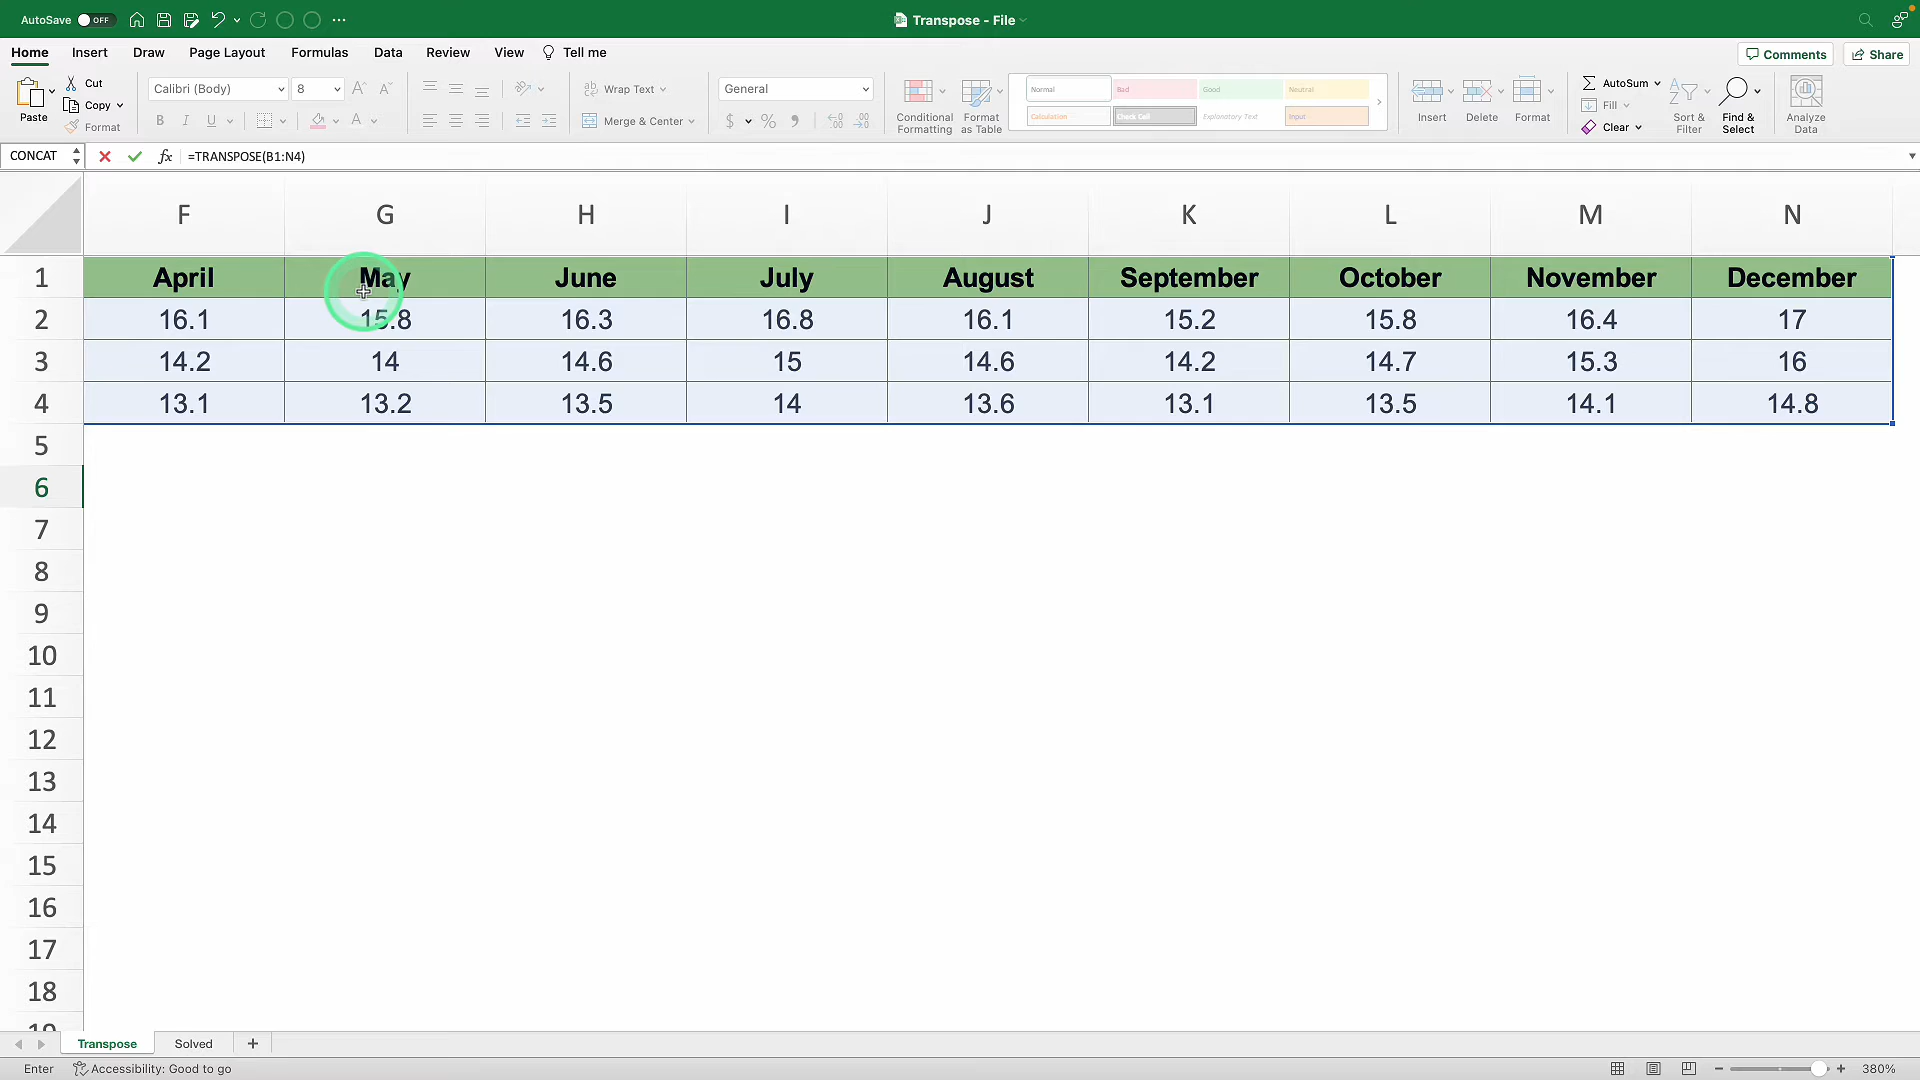 AutoSave OFF
Transpose - File
Home Insert Draw Page Layout Formulas Data Review View Tell me
Comments Share
Paste Cut Copy Format
Calibri (Body) 8
B I U A
Wrap Text
Merge & Center
General
$ % 9
Conditional Formatting
Format as Table
Normal Bad Good Neutral
Calculation Check Cell Explanatory Text Input
Insert Delete Format
AutoSum
Fill
Clear
Sort & Filter
Find & Select
Analyze Data
CONCAT fx =TRANSPOSE(B1:N4)
F G H I J K L M N
1 April May June July August September October November December
2 16.1 15.8 16.3 16.8 16.1 15.2 15.8 16.4 17
3 14.2 14 14.6 15 14.6 14.2 14.7 15.3 16
4 13.1 13.2 13.5 14 13.6 13.1 13.5 14.1 14.8
5
6
7
8
9
10
11
12
13
14
15
16
17
18
19
Transpose Solved +
Enter Accessibility: Good to go 380%